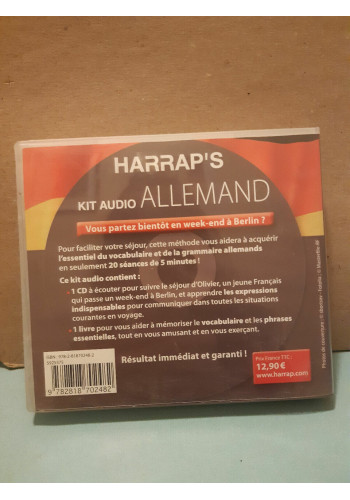 HARRAP'S
KIT AUDIO ALLEMAND
Vous partez bientôt en week-end à Berlin ?
Pour faciliter votre séjour, cette méthode vous aidera à acquérir
l'essentiel du vocabulaire et de la grammaire allemands
en seulement 20 séances de 5 minutes !
Ce kit audio contient :
• 1 CD à écouter pour suivre le séjour d'Olivier, un jeune Français
qui passe un week-end à Berlin, et apprendre les expressions
indispensables pour communiquer dans toutes les situations
courantes en voyage.
• 1 livre pour vous aider à mémoriser le vocabulaire et les phrases
essentielles, tout en vous amusant et en vous exerçant.
Résultat immédiat et garanti !
Prix France TTC :
12,90 €
www.harrap.com
9 782818 702482